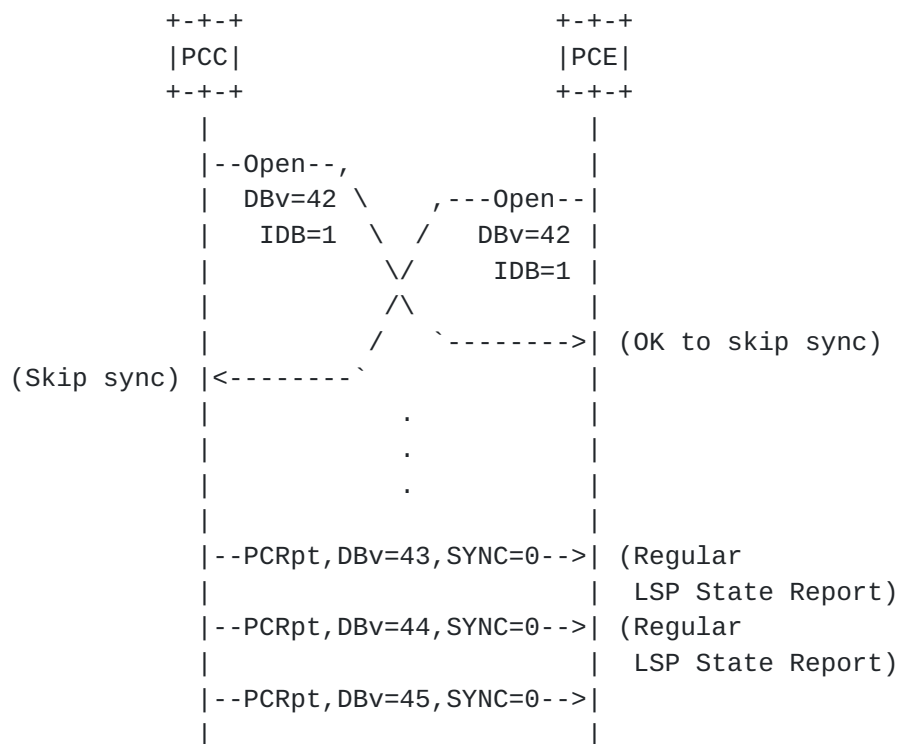 +-+-+                    +-+-+
|PCC|                    |PCE|
+-+-+                    +-+-+
|                        |
|--Open--,               |
|  DBv=42 \    ,---Open--|
|   IDB=1  \  /   DBv=42 |
|           \/     IDB=1 |
|           /\           |
|          /   `-------->| (OK to skip sync)
(Skip sync) |<--------`              |
|            .           |
|            .           |
|            .           |
|                        |
|--PCRpt,DBv=43,SYNC=0-->| (Regular
|                        |  LSP State Report)
|--PCRpt,DBv=44,SYNC=0-->| (Regular
|                        |  LSP State Report)
|--PCRpt,DBv=45,SYNC=0-->|
|                        |